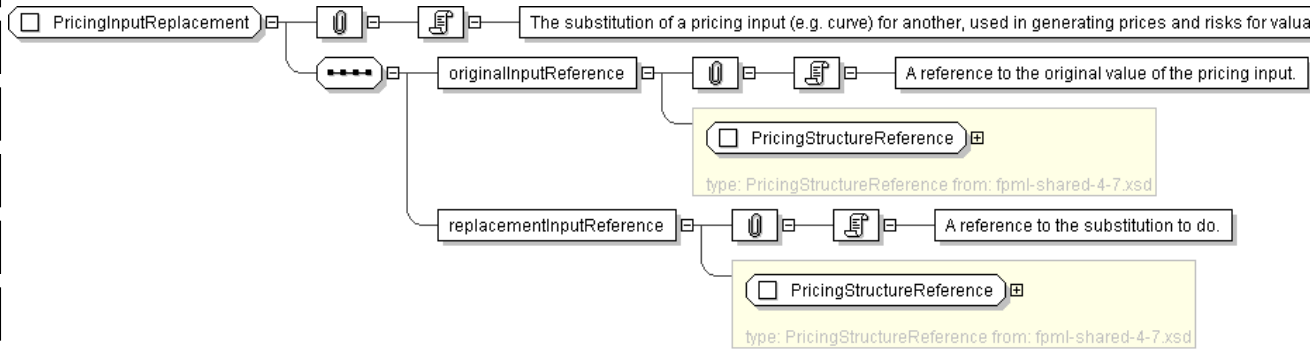 PricingInputReplacement
The substitution of a pricing input (e.g. curve) for another, used in generating prices and risks for
originalInputReference
A reference to the original value of the pricing input.
PricingStructureReference
type: PricingStructureReference from: fpml-shared-4-7.xsd
replacementInputReference
A reference to the substitution to do.
PricingStructureReference
type: PricingStructureReference from: fpml-shared-4-7.xsd